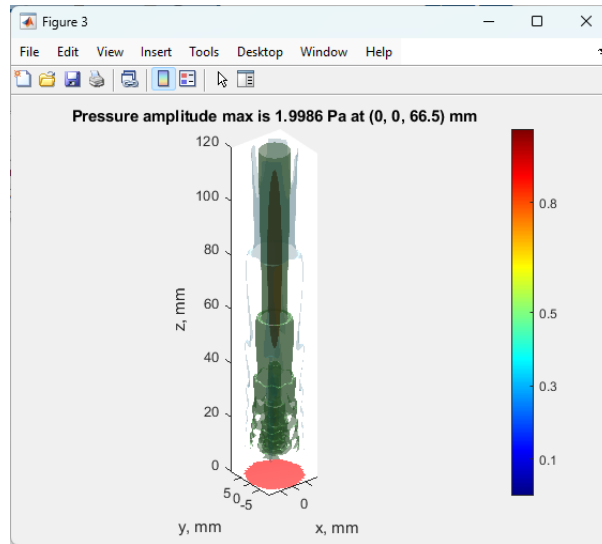 Figure 3
File Edit View Insert Tools Desktop Window Help
Pressure amplitude max is 1.9986 Pa at (0, 0, 66.5) mm
120
100
80
60
40
20
0
z, mm
5 0 -5
y, mm
0
x, mm
0.8
0.5
0.3
0.1